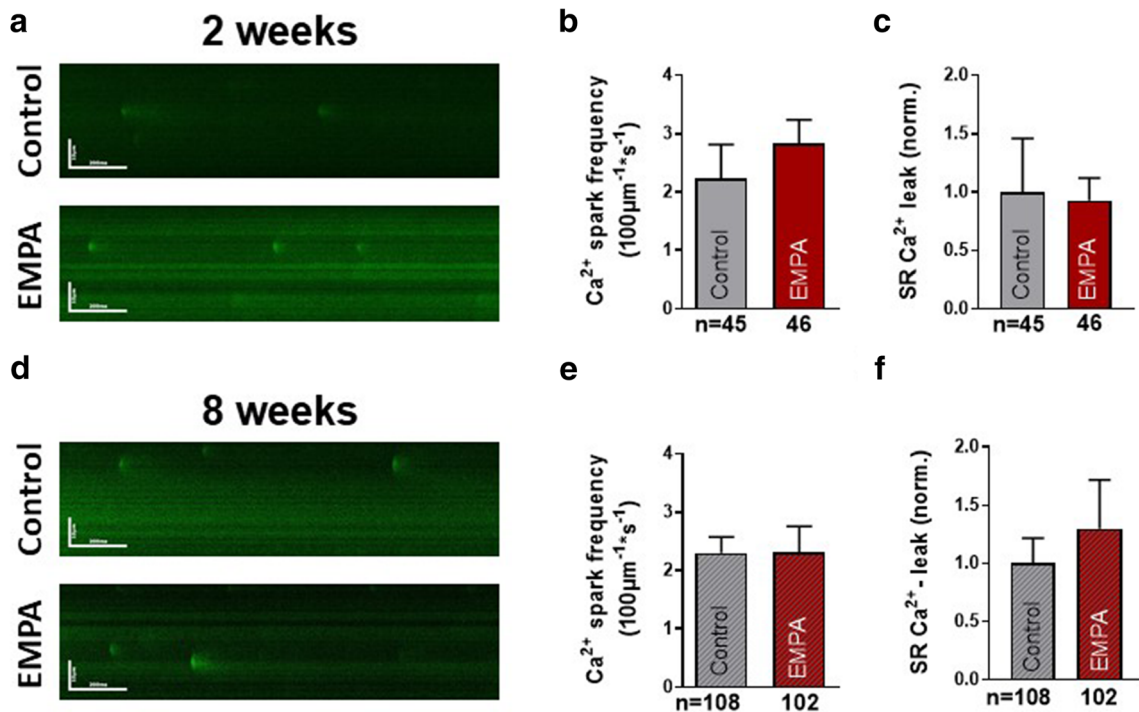 a
2 weeks
Control
EMPA
b
Ca²⁺ spark frequency
(100µm⁻¹*s⁻¹)
4
3
2
1
0
Control
EMPA
n=45
46
c
SR Ca²⁺ leak (norm.)
2.0
1.5
1.0
0.5
0.0
Control
EMPA
n=45
46
d
8 weeks
Control
EMPA
e
Ca²⁺ spark frequency
(100µm⁻¹*s⁻¹)
4
3
2
1
0
Control
EMPA
n=108
102
f
SR Ca²⁺- leak (norm.)
2.0
1.5
1.0
0.5
0.0
Control
EMPA
n=108
102